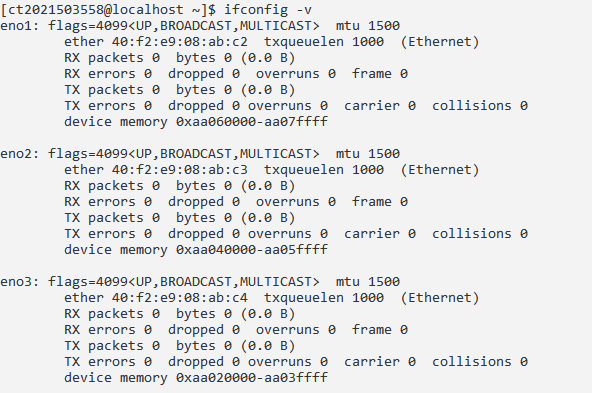 [ct2021503558@localhost ~]$ ifconfig -v
eno1: flags=4099<UP,BROADCAST,MULTICAST>  mtu 1500
        ether 40:f2:e9:08:ab:c2  txqueuelen 1000  (Ethernet)
        RX packets 0  bytes 0 (0.0 B)
        RX errors 0  dropped 0  overruns 0  frame 0
        TX packets 0  bytes 0 (0.0 B)
        TX errors 0  dropped 0 overruns 0  carrier 0  collisions 0
        device memory 0xaa060000-aa07ffff

eno2: flags=4099<UP,BROADCAST,MULTICAST>  mtu 1500
        ether 40:f2:e9:08:ab:c3  txqueuelen 1000  (Ethernet)
        RX packets 0  bytes 0 (0.0 B)
        RX errors 0  dropped 0  overruns 0  frame 0
        TX packets 0  bytes 0 (0.0 B)
        TX errors 0  dropped 0 overruns 0  carrier 0  collisions 0
        device memory 0xaa040000-aa05ffff

eno3: flags=4099<UP,BROADCAST,MULTICAST>  mtu 1500
        ether 40:f2:e9:08:ab:c4  txqueuelen 1000  (Ethernet)
        RX packets 0  bytes 0 (0.0 B)
        RX errors 0  dropped 0  overruns 0  frame 0
        TX packets 0  bytes 0 (0.0 B)
        TX errors 0  dropped 0 overruns 0  carrier 0  collisions 0
        device memory 0xaa020000-aa03ffff